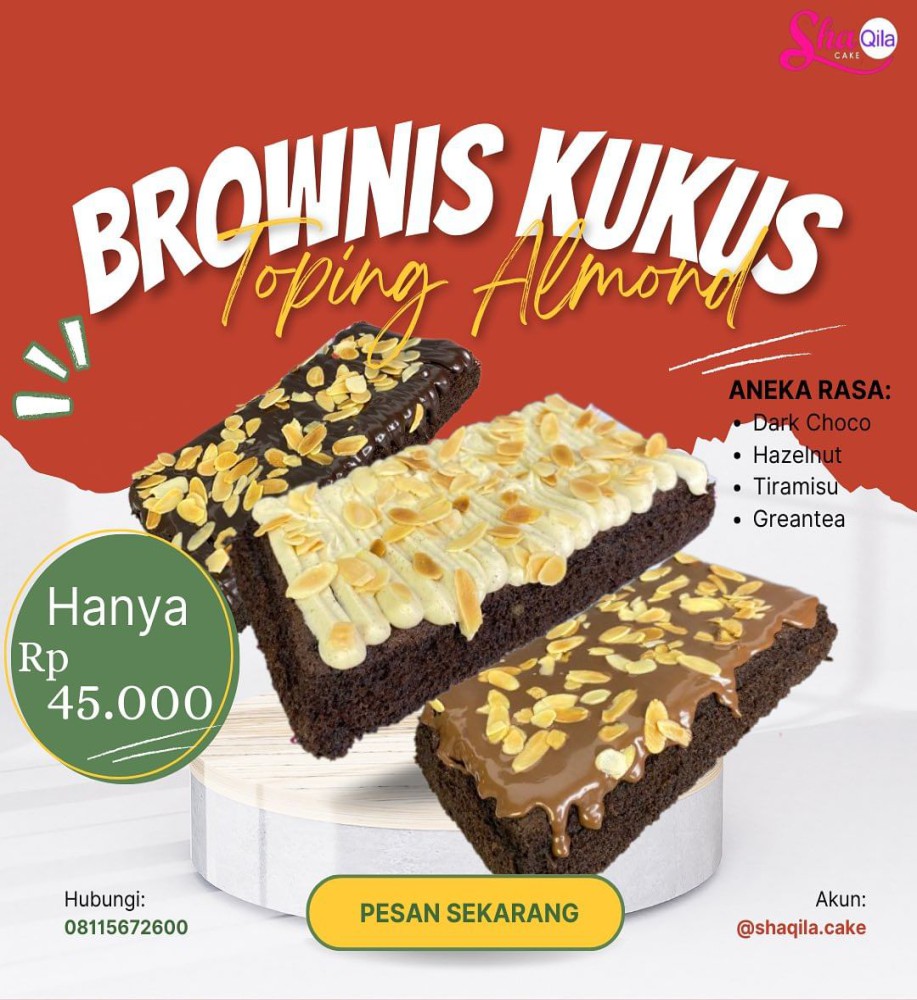 ShaQila
CAKE
BROWNIS KUKUS
Toping Almond
ANEKA RASA:
• Dark Choco
• Hazelnut
• Tiramisu
• Greantea
Hanya
Rp
45.000
Hubungi:
08115672600
PESAN SEKARANG
Akun:
@shaqila.cake